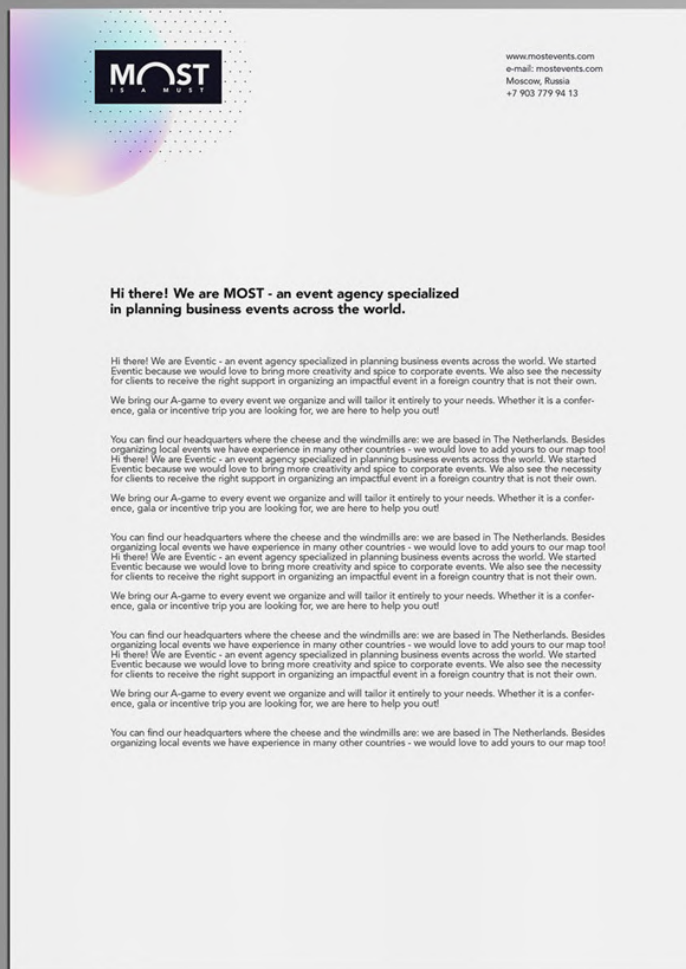 MOST
IS A MUST
www.mostevents.com
e-mail: mostevents.com
Moscow, Russia
+7 903 779 94 13
Hi there! We are MOST - an event agency specialized
in planning business events across the world.
Hi there! We are Eventic - an event agency specialized in planning business events across the world. We started
Eventic because we would love to bring more creativity and spice to corporate events. We also see the necessity
for clients to receive the right support in organizing an impactful event in a foreign country that is not their own.
We bring our A-game to every event we organize and will tailor it entirely to your needs. Whether it is a confer-
ence, gala or incentive trip you are looking for, we are here to help you out!
You can find our headquarters where the cheese and the windmills are: we are based in The Netherlands. Besides
organizing local events we have experience in many other countries - we would love to add yours to our map too!
Hi there! We are Eventic - an event agency specialized in planning business events across the world. We started
Eventic because we would love to bring more creativity and spice to corporate events. We also see the necessity
for clients to receive the right support in organizing an impactful event in a foreign country that is not their own.
We bring our A-game to every event we organize and will tailor it entirely to your needs. Whether it is a confer-
ence, gala or incentive trip you are looking for, we are here to help you out!
You can find our headquarters where the cheese and the windmills are: we are based in The Netherlands. Besides
organizing local events we have experience in many other countries - we would love to add yours to our map too!
Hi there! We are Eventic - an event agency specialized in planning business events across the world. We started
Eventic because we would love to bring more creativity and spice to corporate events. We also see the necessity
for clients to receive the right support in organizing an impactful event in a foreign country that is not their own.
We bring our A-game to every event we organize and will tailor it entirely to your needs. Whether it is a confer-
ence, gala or incentive trip you are looking for, we are here to help you out!
You can find our headquarters where the cheese and the windmills are: we are based in The Netherlands. Besides
organizing local events we have experience in many other countries - we would love to add yours to our map too!
Hi there! We are Eventic - an event agency specialized in planning business events across the world. We started
Eventic because we would love to bring more creativity and spice to corporate events. We also see the necessity
for clients to receive the right support in organizing an impactful event in a foreign country that is not their own.
We bring our A-game to every event we organize and will tailor it entirely to your needs. Whether it is a confer-
ence, gala or incentive trip you are looking for, we are here to help you out!
You can find our headquarters where the cheese and the windmills are: we are based in The Netherlands. Besides
organizing local events we have experience in many other countries - we would love to add yours to our map too!